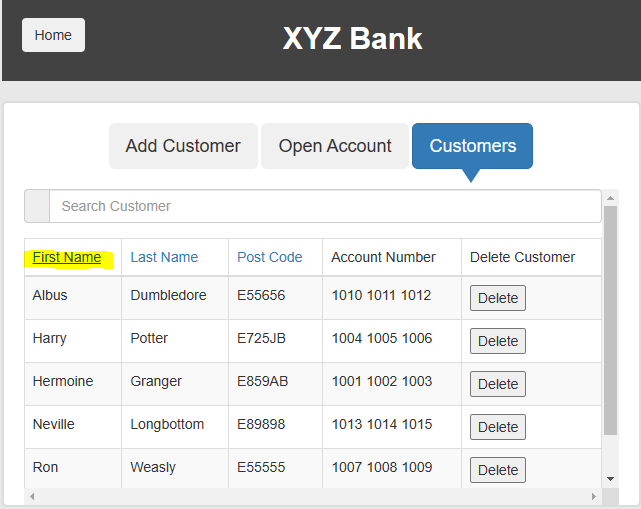 Home
XYZ Bank
Add Customer Open Account Customers
Search Customer
First Name Last Name Post Code Account Number Delete Customer
Albus Dumbledore E55656 1010 1011 1012 Delete
Harry Potter E725JB 1004 1005 1006 Delete
Hermoine Granger E859AB 1001 1002 1003 Delete
Neville Longbottom E89898 1013 1014 1015 Delete
Ron Weasly E55555 1007 1008 1009 Delete